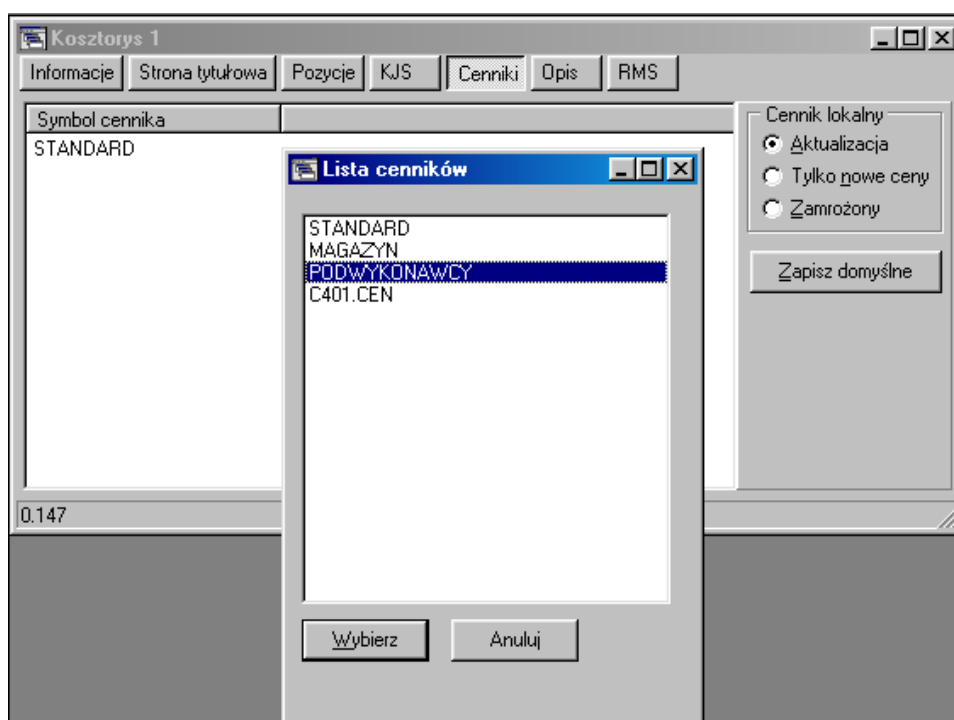 Kosztorys 1
Informacje Strona tytułowa Pozycje KJS Cenniki Opis RMS
Symbol cennika
STANDARD
Cennik lokalny
Aktualizacja
Tylko nowe ceny
Zamrożony
Zapisz domyślne
0.147
Lista cenników
STANDARD
MAGAZYN
PODWYKONAWCY
C401.CEN
Wybierz Anuluj